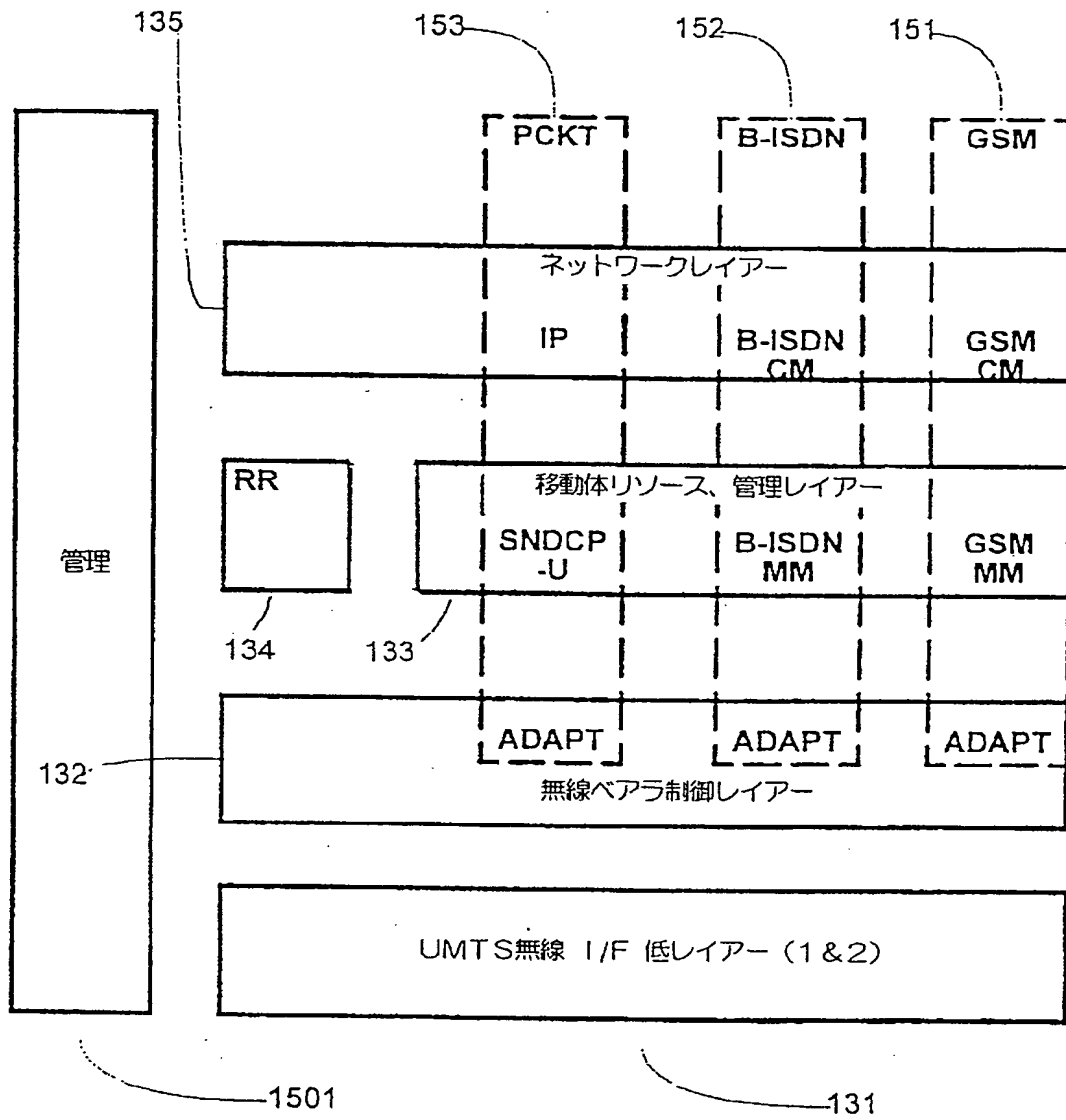 135
153
152
151
PCKT
B-ISDN
GSM
ネットワークレイアー
IP
B-ISDN
CM
GSM
CM
RR
移動体リソース、管理レイアー
SNDCP
-U
B-ISDN
MM
GSM
MM
管理
134
133
ADAPT
ADAPT
ADAPT
132
無線ベアラ制御レイアー
UMTS無線 I/F 低レイアー(1&2)
1501
131